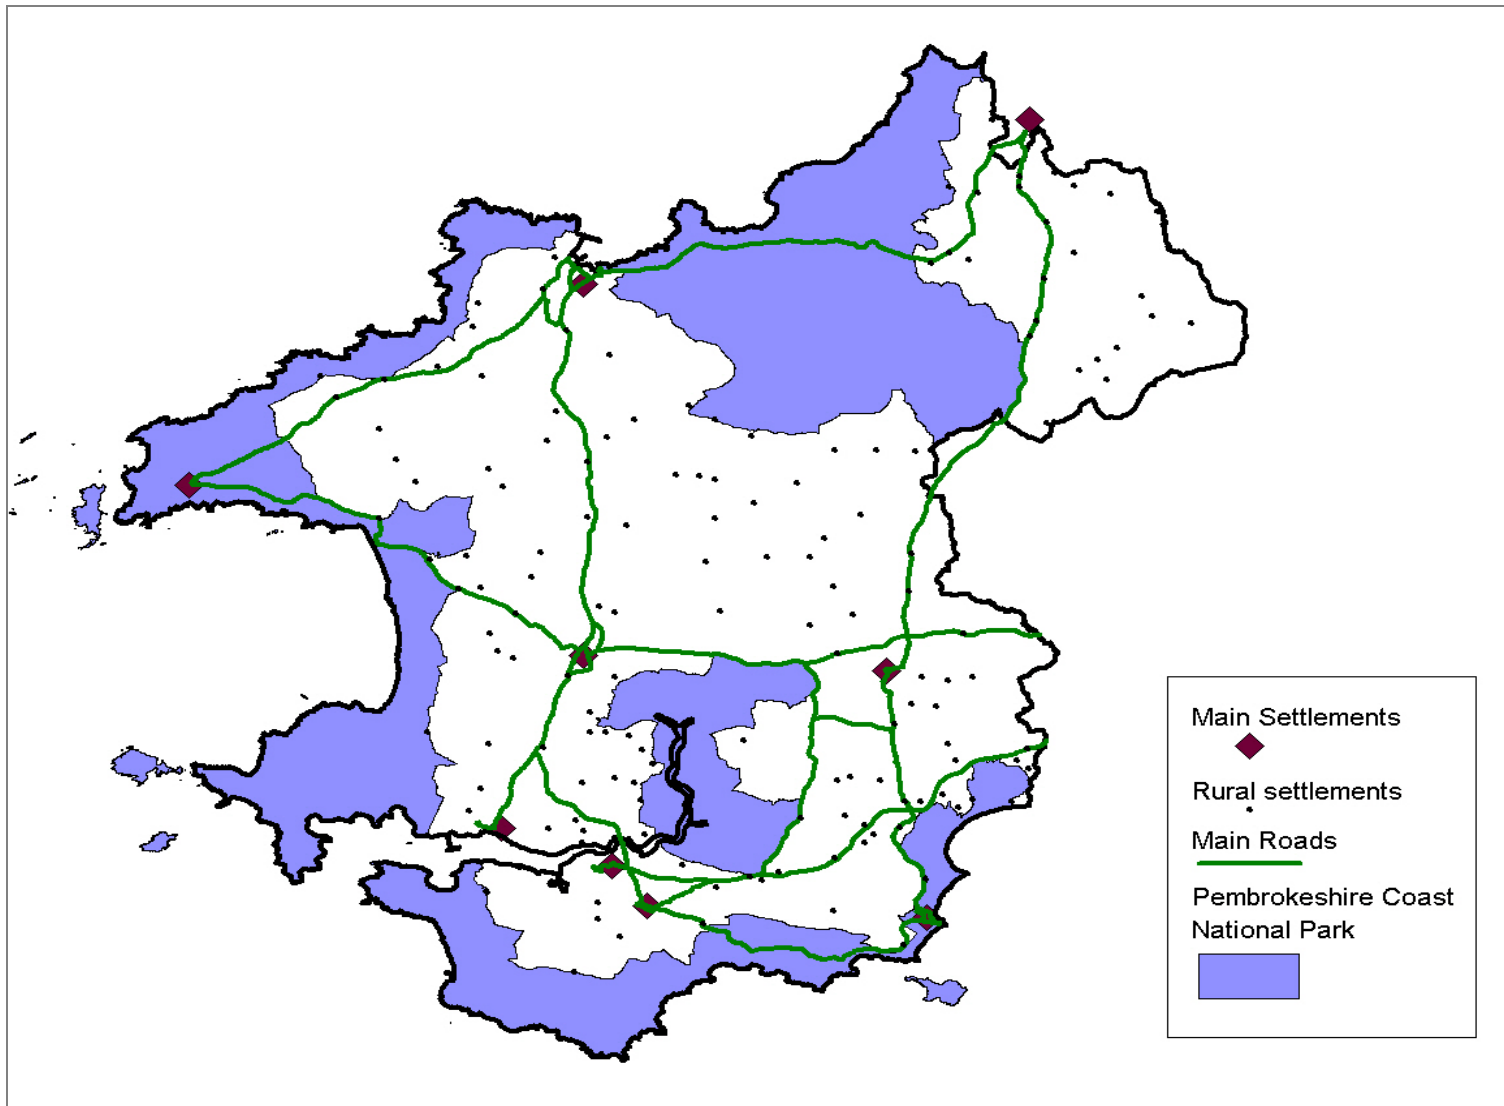 Main Settlements
Rural settlements
Main Roads
Pembrokeshire Coast
National Park